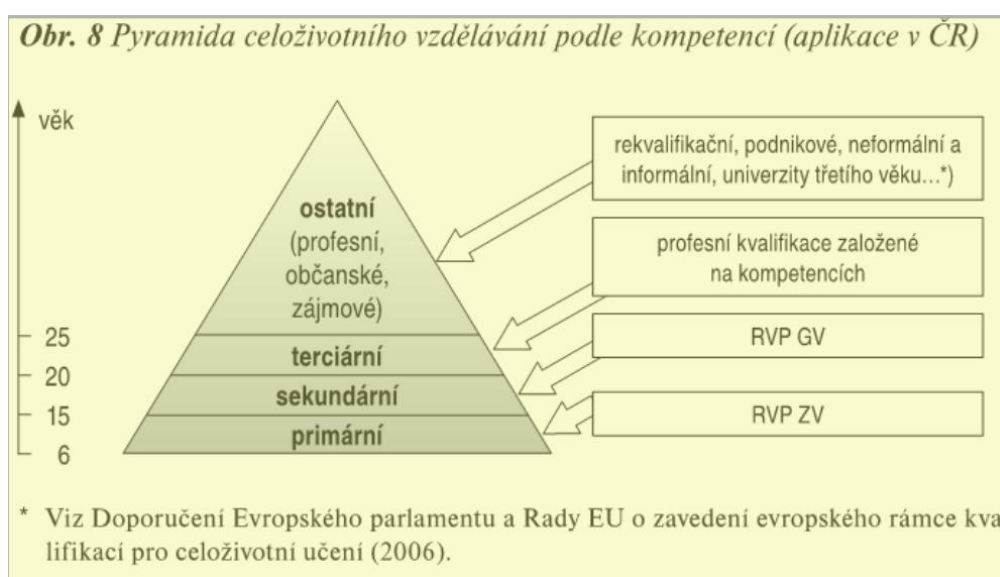 Obr. 8 Pyramida celoživotního vzdělávání podle kompetencí (aplikace v ČR)
věk
ostatní
(profesní,
občanské,
zájmové)
25
terciární
20
sekundární
15
primární
6
rekvalifikační, podnikové, neformální a
informální, univerzity třetího věku...*)
profesní kvalifikace založené
na kompetencích
RVP GV
RVP ZV
* Viz Doporučení Evropského parlamentu a Rady EU o zavedení evropského rámce kva
lifikací pro celoživotní učení (2006).